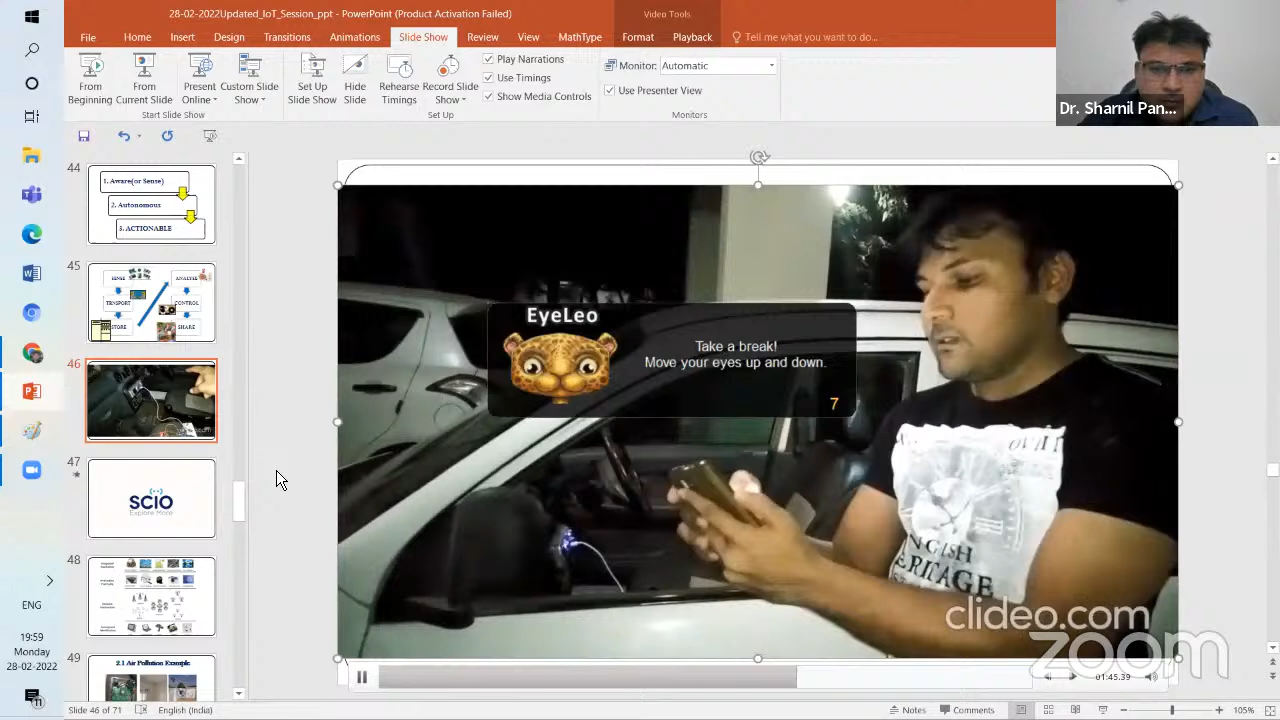 28-02-2022Updated_IoT_Session_ppt - PowerPoint (Product Activation Failed)
Video Tools
File Home Insert Design Transitions Animations Slide Show Review View MathType Format Playback Tell me what you want to do...
From Beginning
From Current Slide
Present Online
Custom Slide Show
Start Slide Show
Set Up Slide Show
Hide Slide
Rehearse Timings
Record Slide Show
Play Narrations
Use Timings
Show Media Controls
Set Up
Monitor: Automatic
Use Presenter View
Monitors
Dr. Sharnil Pan...
44
1. Aware(or Sense)
2. Autonomous
3. ACTIONABLE
45
SENSE
ANALYSE
TRANSPORT
CONTROL
STORE
SHARE
46
47
SCIO
Explore More
48
49
2.1 Air Pollution Example
EyeLeo
Take a break!
Move your eyes up and down.
7
ANGLISH
HERITAGE
clideo.com
zoom
01:45.39
ENG
19:59
Monday
28-02-2022
11
Slide 46 of 71 English (India) Notes Comments 105%